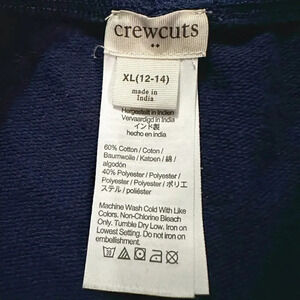 crewcuts
XL(12-14)
made in
India
Hergestellt in Indien
Vervaardigd in India
インド製
hecho en India
60% Cotton / Coton /
Baumwolle / Katoen / 綿 /
algodón
40% Polyester / Polyester /
Polyester / Polyester / ポリエ
ステル / poliéster
Machine Wash Cold With Like
Colors. Non-Chlorine Bleach
Only. Tumble Dry Low. Iron on
Lowest Setting. Do not Iron on
embellishment.